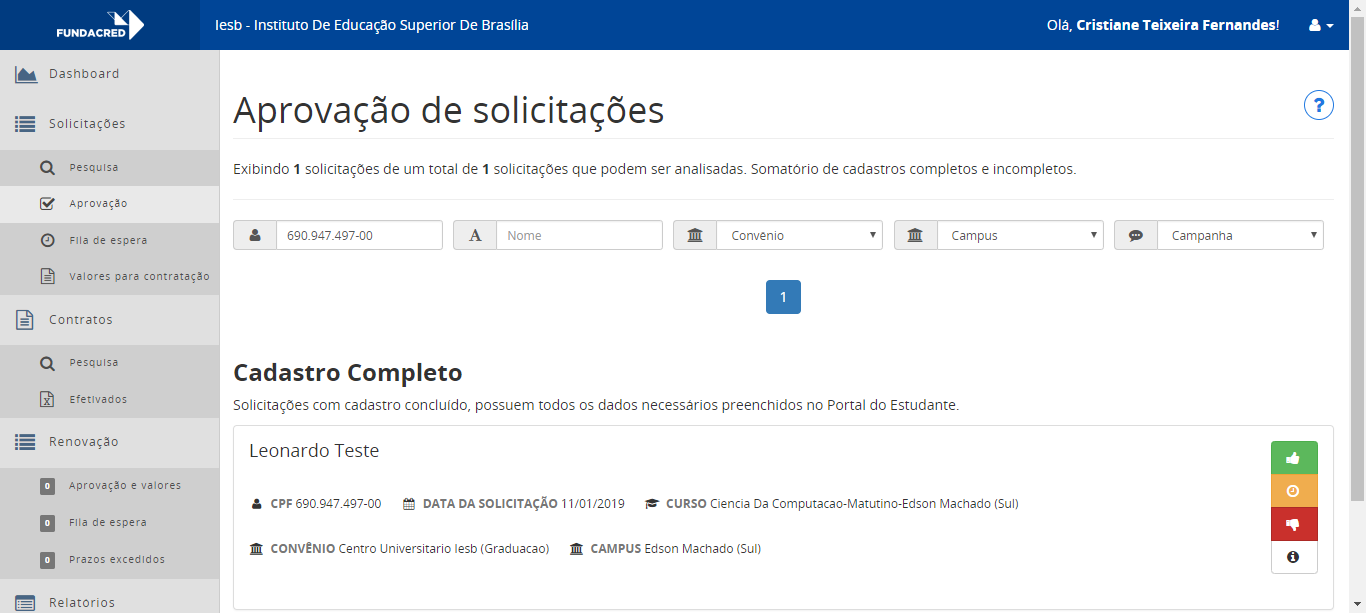 FUNDACRED
Iesb - Instituto De Educação Superior De Brasília
Olá, Cristiane Teixeira Fernandes!
Dashboard
Solicitações
Pesquisa
Aprovação
Fila de espera
Valores para contratação
Contratos
Pesquisa
Efetivados
Renovação
0 Aprovação e valores
0 Fila de espera
0 Prazos excedidos
Relatórios
Aprovação de solicitações
?
Exibindo 1 solicitações de um total de 1 solicitações que podem ser analisadas. Somatório de cadastros completos e incompletos.
690.947.497-00 A Nome Convênio Campus Campanha
1
Cadastro Completo
Solicitações com cadastro concluído, possuem todos os dados necessários preenchidos no Portal do Estudante.
Leonardo Teste
CPF 690.947.497-00 DATA DA SOLICITAÇÃO 11/01/2019 CURSO Ciencia Da Computacao-Matutino-Edson Machado (Sul)
CONVÊNIO Centro Universitario Iesb (Graduacao) CAMPUS Edson Machado (Sul)